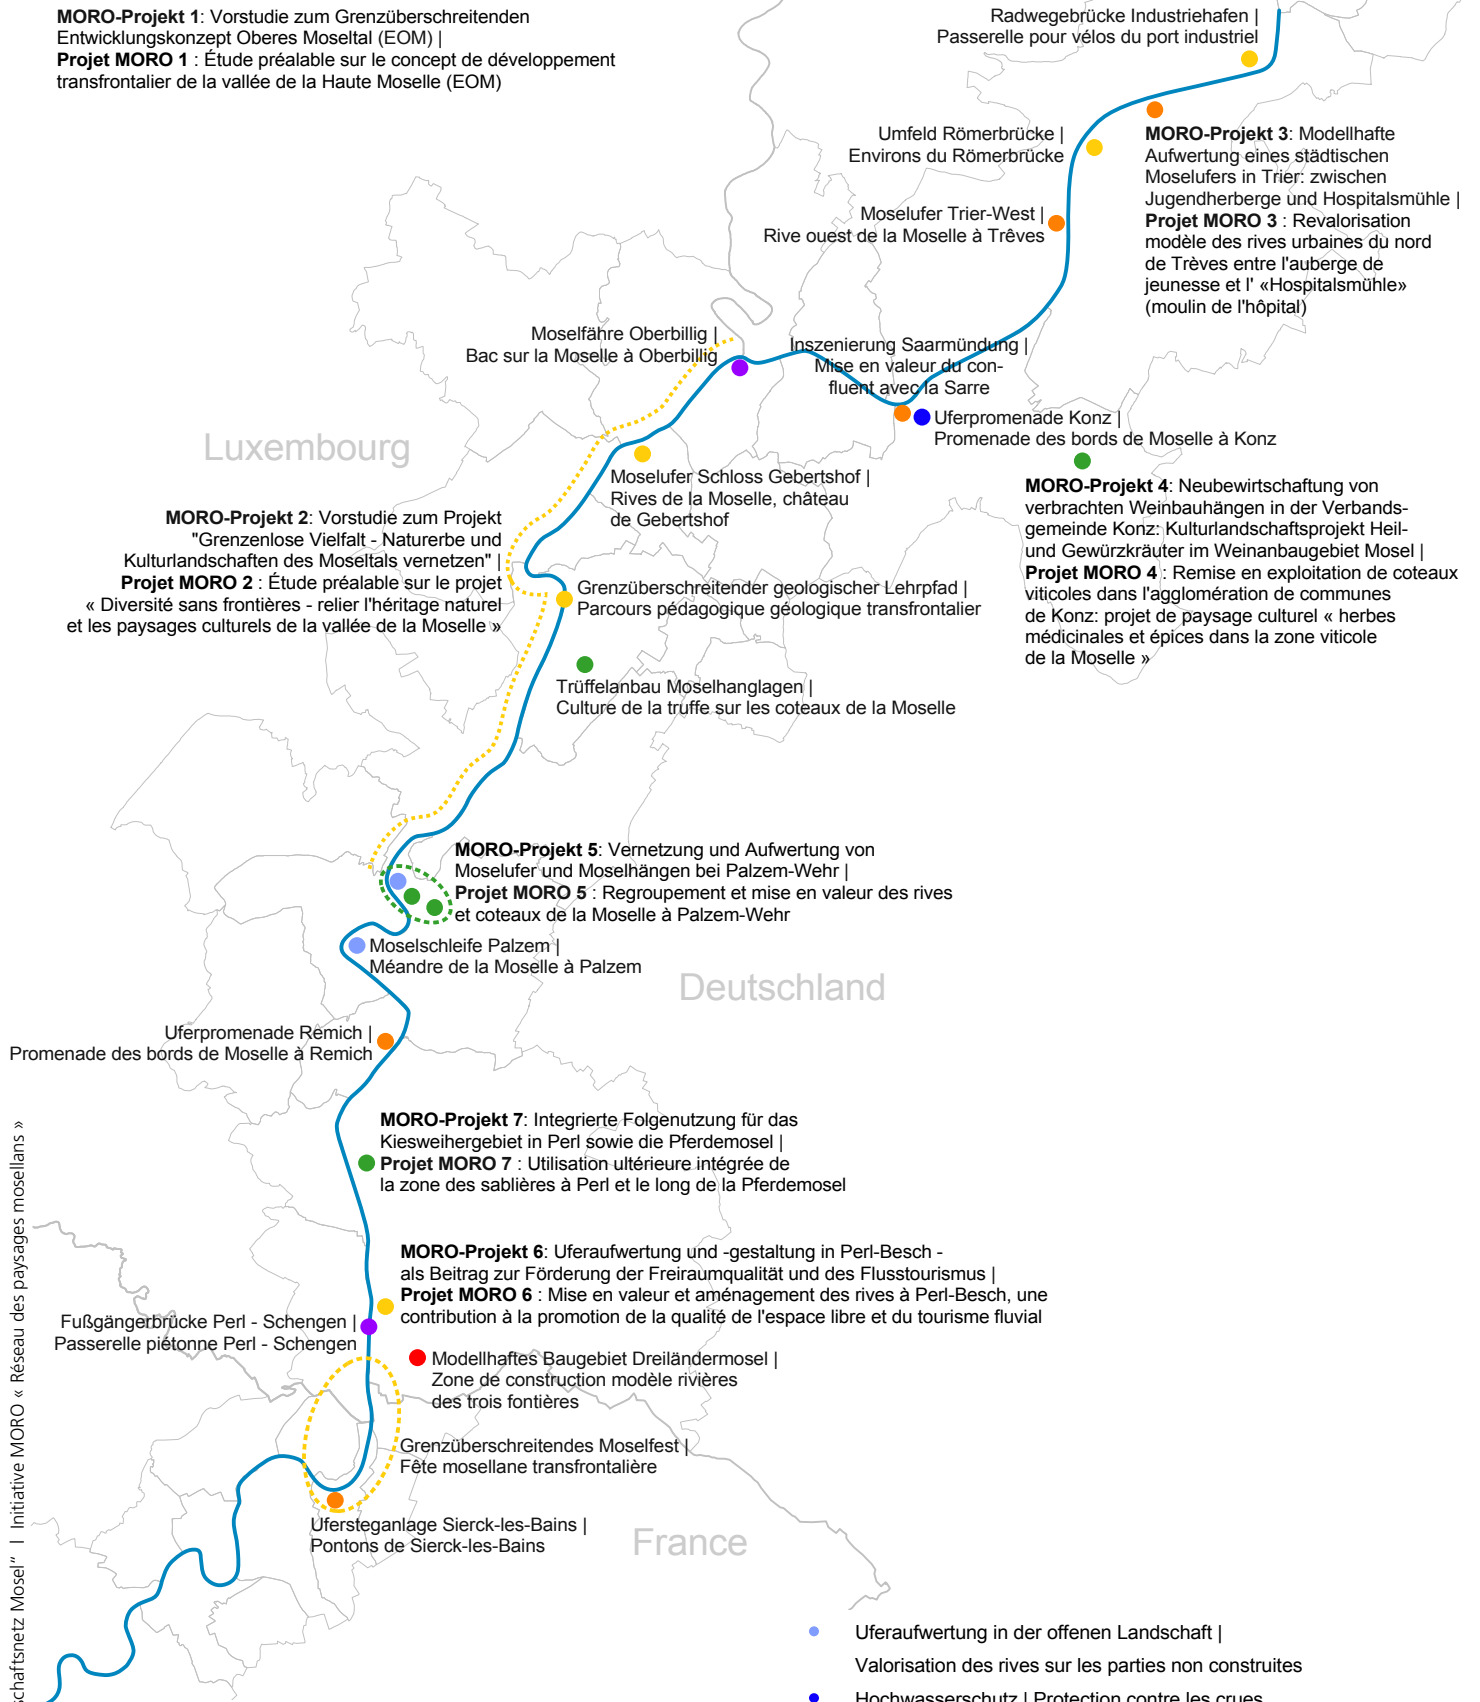 MORO-Projekt 1: Vorstudie zum Grenzüberschreitenden
Entwicklungskonzept Oberes Moseltal (EOM) |
Projet MORO 1 : Étude préalable sur le concept de développement
transfrontalier de la vallée de la Haute Moselle (EOM)
Radwegebrücke Industriehafen |
Passerelle pour vélos du port industriel
Umfeld Römerbrücke |
Environs du Römerbrücke
MORO-Projekt 3: Modellhafte
Aufwertung eines städtischen
Moselufers in Trier: zwischen
Jugendherberge und Hospitalsmühle |
Projet MORO 3 : Revalorisation
modèle des rives urbaines du nord
de Trèves entre l'auberge de
jeunesse et l' «Hospitalsmühle»
(moulin de l'hôpital)
Moselufer Trier-West |
Rive ouest de la Moselle à Trêves
Moselfähre Oberbillig |
Bac sur la Moselle à Oberbillig
Inszenierung Saarmündung |
Mise en valeur du con-
fluent avec la Sarre
Uferpromenade Konz |
Promenade des bords de Moselle à Konz
Luxembourg
Moselufer Schloss Gebertshof |
Rives de la Moselle, château
de Gebertshof
MORO-Projekt 4: Neubewirtschaftung von
verbrachten Weinbauhängen in der Verbands-
gemeinde Konz: Kulturlandschaftsprojekt Heil-
und Gewürzkräuter im Weinanbaugebiet Mosel |
Projet MORO 4 : Remise en exploitation de coteaux
viticoles dans l'agglomération de communes
de Konz: projet de paysage culturel « herbes
médicinales et épices dans la zone viticole
de la Moselle »
MORO-Projekt 2: Vorstudie zum Projekt
"Grenzenlose Vielfalt - Naturerbe und
Kulturlandschaften des Moseltals vernetzen" |
Projet MORO 2 : Étude préalable sur le projet
« Diversité sans frontières - relier l'héritage naturel
et les paysages culturels de la vallée de la Moselle »
Grenzüberschreitender geologischer Lehrpfad |
Parcours pédagogique géologique transfrontalier
Trüffelanbau Moselhanglagen |
Culture de la truffe sur les coteaux de la Moselle
MORO-Projekt 5: Vernetzung und Aufwertung von
Moselufer und Moselhängen bei Palzem-Wehr |
Projet MORO 5 : Regroupement et mise en valeur des rives
et coteaux de la Moselle à Palzem-Wehr
Moselschleife Palzem |
Méandre de la Moselle à Palzem
Deutschland
Uferpromenade Remich |
Promenade des bords de Moselle à Remich
MORO-Projekt 7: Integrierte Folgenutzung für das
Kiesweihergebiet in Perl sowie die Pferdemosel |
Projet MORO 7 : Utilisation ultérieure intégrée de
la zone des sablières à Perl et le long de la Pferdemosel
MORO-Projekt 6: Uferaufwertung und -gestaltung in Perl-Besch -
als Beitrag zur Förderung der Freiraumqualität und des Flusstourismus |
Projet MORO 6 : Mise en valeur et aménagement des rives à Perl-Besch, une
contribution à la promotion de la qualité de l'espace libre et du tourisme fluvial
Fußgängerbrücke Perl - Schengen |
Passerelle piétonne Perl - Schengen
Modellhaftes Baugebiet Dreiländermosel |
Zone de construction modèle rivières
des trois fontières
Grenzüberschreitendes Moselfest |
Fête mosellane transfrontalière
Ufersteganlage Sierck-les-Bains |
Pontons de Sierck-les-Bains
France
schaftsnetz Mosel" | Initiative MORO « Réseau des paysages mosellans »
Uferaufwertung in der offenen Landschaft |
Valorisation des rives sur les parties non construites
Hochwasserschutz | Protection contre les crues